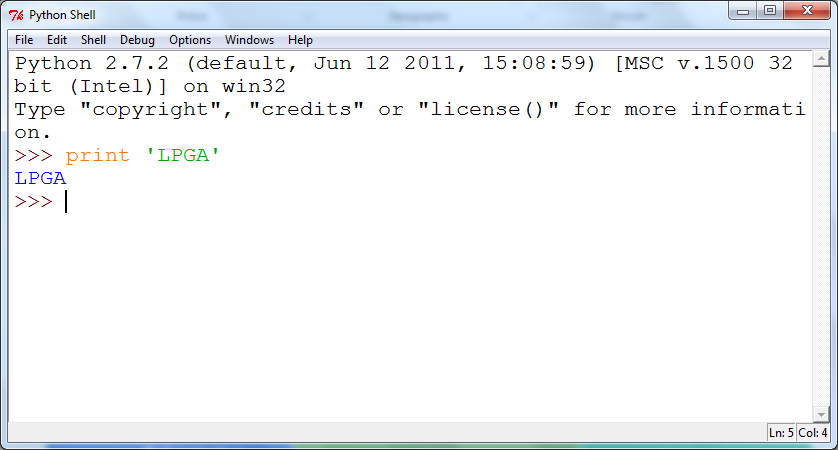 Python Shell
File Edit Shell Debug Options Windows Help
Python 2.7.2 (default, Jun 12 2011, 15:08:59) [MSC v.1500 32
bit (Intel)] on win32
Type "copyright", "credits" or "license()" for more informati
on.
>>> print 'LPGA'
LPGA
>>>
Ln: 5 Col: 4